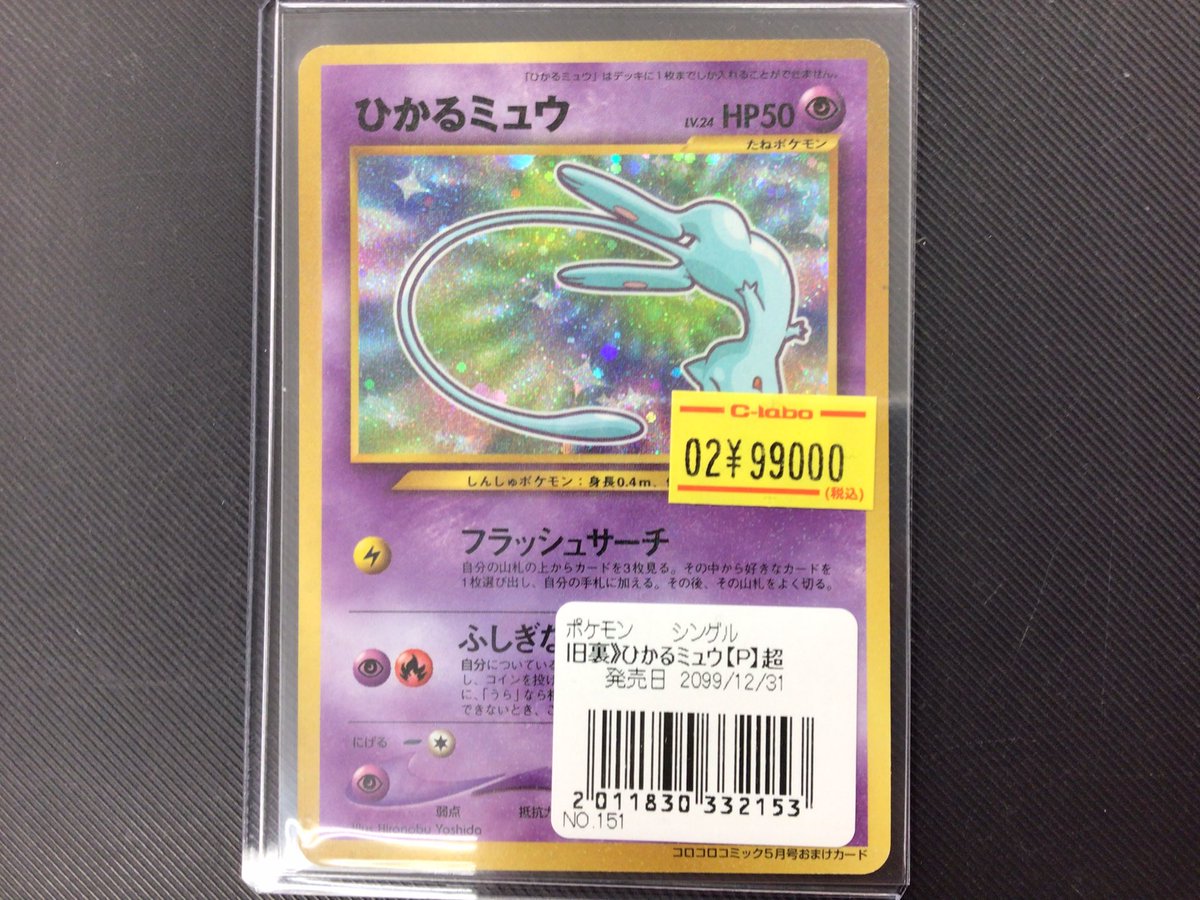 「ひかるミュウ」はデッキに1枚までしか入れることができません。
ひかるミュウ
LV.24 HP50
たねポケモン
C-labo
02¥99000
(税込)
しんしゅポケモン:身長0.4m、
フラッシュサーチ
自分の山札の上からカードを3枚見る。その中から好きなカードを
1枚選び出し、自分の手札に加える。その後、その山札をよく切る。
ふしぎな
自分についている
し、コインを投げ
に、「うら」なら
できないとき、こ
ポケモン シングル
旧裏》ひかるミュウ【P】超
発売日 2099/12/31
2 011830 332153
NO.151
にげる
弱点
抵抗力
Illus.Hironobu Yoshida
コロコロコミック5月号おまけカード